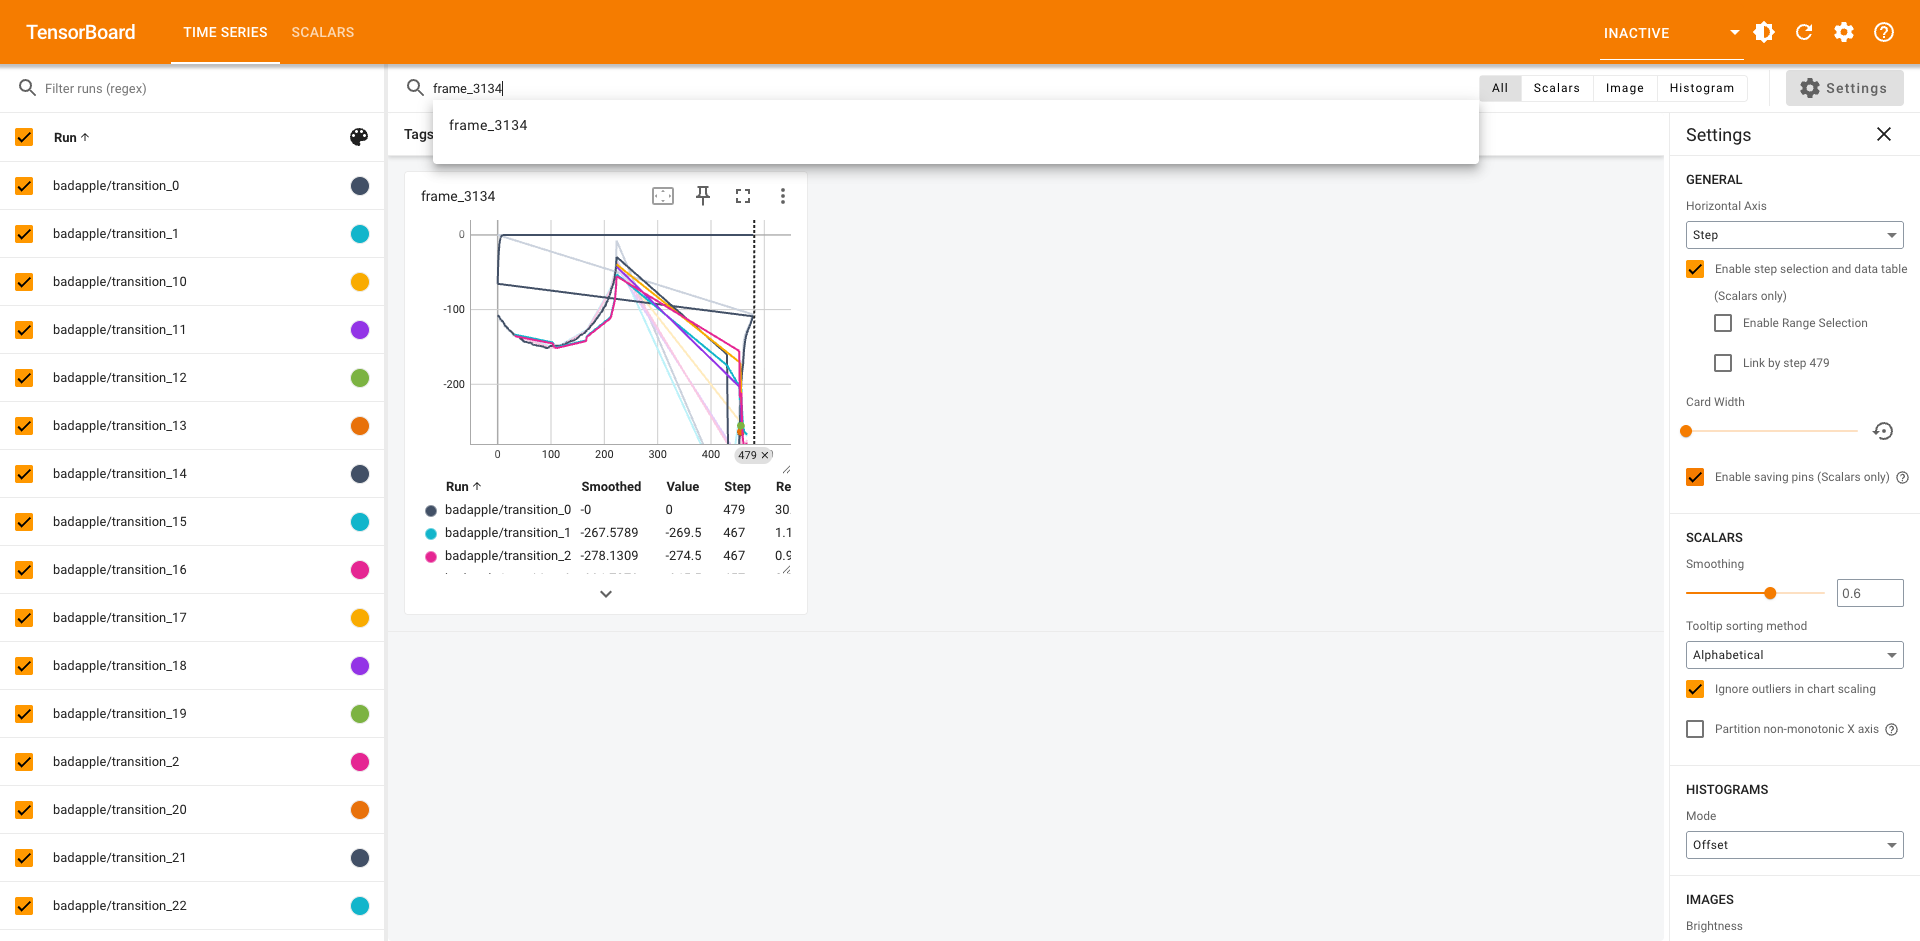 TensorBoard
TIME SERIES
SCALARS
INACTIVE
Filter runs (regex)
frame_3134
All
Scalars
Image
Histogram
Settings
frame_3134
Run
Tags
Settings
badapple/transition_0
badapple/transition_1
badapple/transition_10
badapple/transition_11
badapple/transition_12
badapple/transition_13
badapple/transition_14
badapple/transition_15
badapple/transition_16
badapple/transition_17
badapple/transition_18
badapple/transition_19
badapple/transition_2
badapple/transition_20
badapple/transition_21
badapple/transition_22
frame_3134
0
-100
-200
0
100
200
300
400
479
Run Smoothed Value Step Re
badapple/transition_0 -0 0 479 30
badapple/transition_1 -267.5789 -269.5 467 1.1
badapple/transition_2 -278.1309 -274.5 467 0.9
GENERAL
Horizontal Axis
Step
Enable step selection and data table
(Scalars only)
Enable Range Selection
Link by step 479
Card Width
Enable saving pins (Scalars only)
SCALARS
Smoothing
0.6
Tooltip sorting method
Alphabetical
Ignore outliers in chart scaling
Partition non-monotonic X axis
HISTOGRAMS
Mode
Offset
IMAGES
Brightness